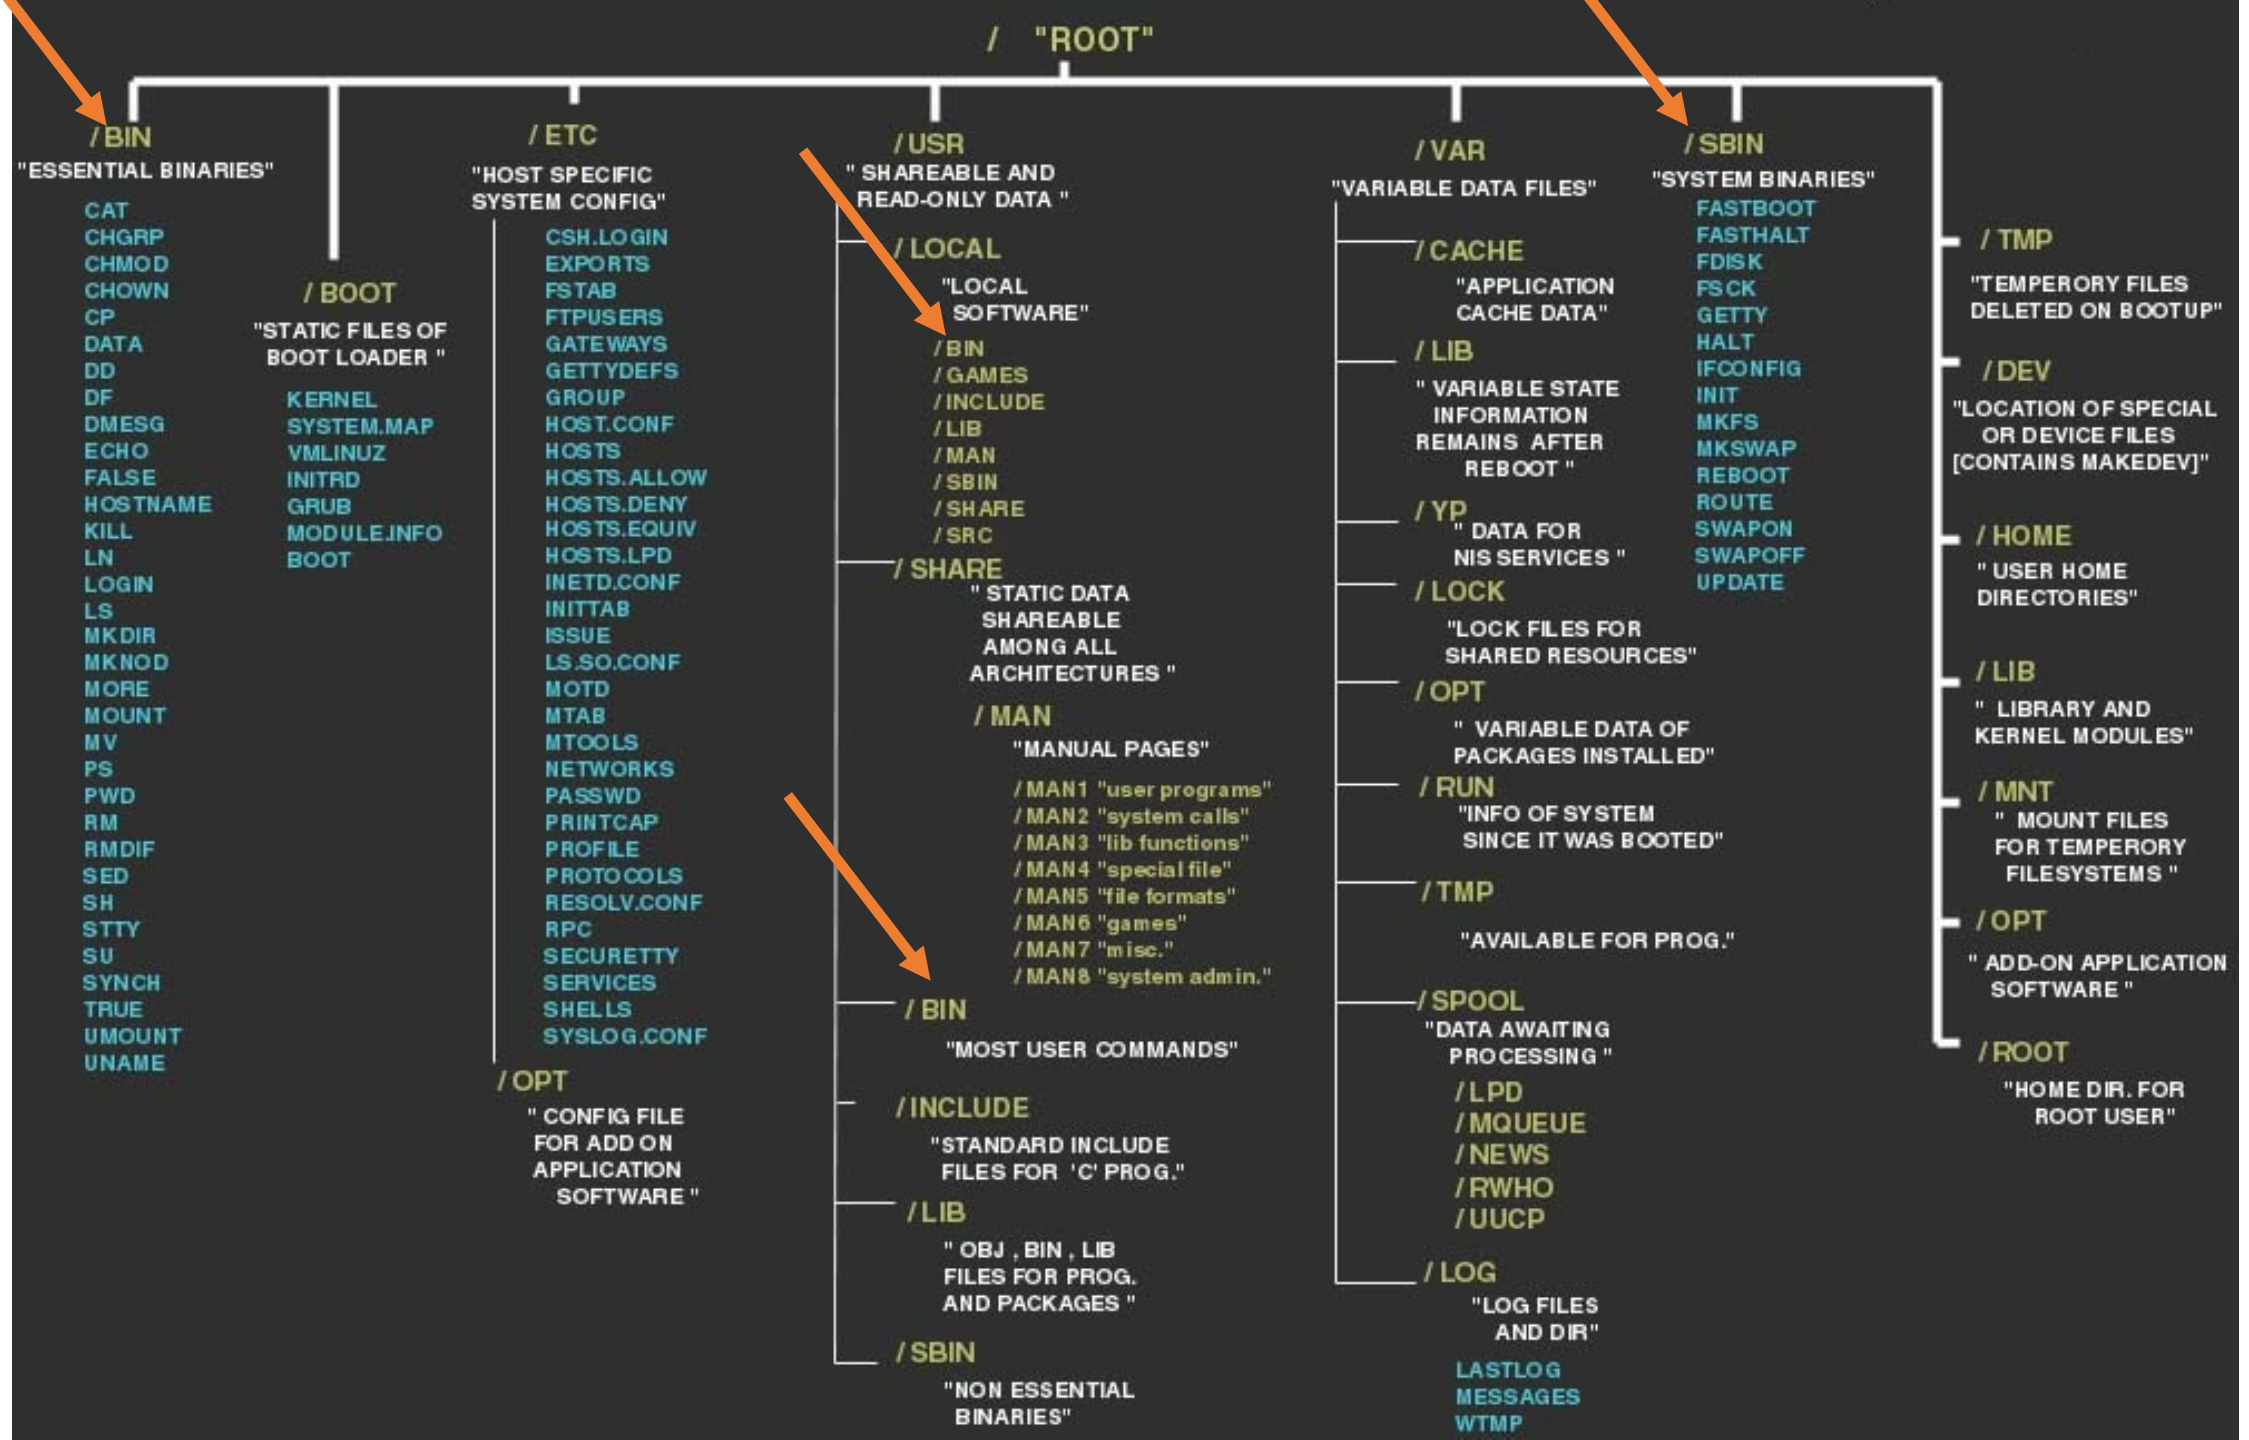 / "ROOT"
/BIN
"ESSENTIAL BINARIES"
CAT
CHGRP
CHMOD
CHOWN
CP
DATA
DD
DF
DMESG
ECHO
FALSE
HOSTNAME
KILL
LN
LOGIN
LS
MKDIR
MKNOD
MORE
MOUNT
MV
PS
PWD
RM
RMDIF
SED
SH
STTY
SU
SYNCH
TRUE
UMOUNT
UNAME
/BOOT
"STATIC FILES OF
BOOT LOADER "
KERNEL
SYSTEM.MAP
VMLINUZ
INITRD
GRUB
MODULE.INFO
BOOT
/ETC
"HOST SPECIFIC
SYSTEM CONFIG"
CSH.LOGIN
EXPORTS
FSTAB
FTPUSERS
GATEWAYS
GETTYDEFS
GROUP
HOST.CONF
HOSTS
HOSTS.ALLOW
HOSTS.DENY
HOSTS.EQUIV
HOSTS.LPD
INETD.CONF
INITTAB
ISSUE
LS.SO.CONF
MOTD
MTAB
MTOOLS
NETWORKS
PASSWD
PRINTCAP
PROFILE
PROTOCOLS
RESOLV.CONF
RPC
SECURETTY
SERVICES
SHELLS
SYSLOG.CONF
/OPT
" CONFIG FILE
FOR ADD ON
APPLICATION
SOFTWARE "
/USR
" SHAREABLE AND
READ-ONLY DATA "
/LOCAL
"LOCAL
SOFTWARE"
/BIN
/GAMES
/INCLUDE
/LIB
/MAN
/SBIN
/SHARE
/SRC
/SHARE
" STATIC DATA
SHAREABLE
AMONG ALL
ARCHITECTURES "
/MAN
"MANUAL PAGES"
/MAN1 "user programs"
/MAN2 "system calls"
/MAN3 "lib functions"
/MAN4 "special file"
/MAN5 "file formats"
/MAN6 "games"
/MAN7 "misc."
/MAN8 "system admin."
/BIN
"MOST USER COMMANDS"
/INCLUDE
"STANDARD INCLUDE
FILES FOR 'C' PROG."
/LIB
" OBJ , BIN , LIB
FILES FOR PROG.
AND PACKAGES "
/SBIN
"NON ESSENTIAL
BINARIES"
/VAR
"VARIABLE DATA FILES"
/CACHE
"APPLICATION
CACHE DATA"
/LIB
" VARIABLE STATE
INFORMATION
REMAINS AFTER
REBOOT "
/YP
" DATA FOR
NIS SERVICES "
/LOCK
"LOCK FILES FOR
SHARED RESOURCES"
/OPT
" VARIABLE DATA OF
PACKAGES INSTALLED"
/RUN
"INFO OF SYSTEM
SINCE IT WAS BOOTED"
/TMP
"AVAILABLE FOR PROG."
/SPOOL
"DATA AWAITING
PROCESSING "
/LPD
/MQUEUE
/NEWS
/RWHO
/UUCP
/LOG
"LOG FILES
AND DIR"
LASTLOG
MESSAGES
WTMP
/SBIN
"SYSTEM BINARIES"
FASTBOOT
FASTHALT
FDISK
FSCK
GETTY
HALT
IFCONFIG
INIT
MKFS
MKSWAP
REBOOT
ROUTE
SWAPON
SWAPOFF
UPDATE
/TMP
"TEMPERORY FILES
DELETED ON BOOTUP"
/DEV
"LOCATION OF SPECIAL
OR DEVICE FILES
[CONTAINS MAKEDEV]"
/HOME
" USER HOME
DIRECTORIES"
/LIB
" LIBRARY AND
KERNEL MODULES"
/MNT
" MOUNT FILES
FOR TEMPERORY
FILESYSTEMS "
/OPT
" ADD-ON APPLICATION
SOFTWARE "
/ROOT
"HOME DIR. FOR
ROOT USER"